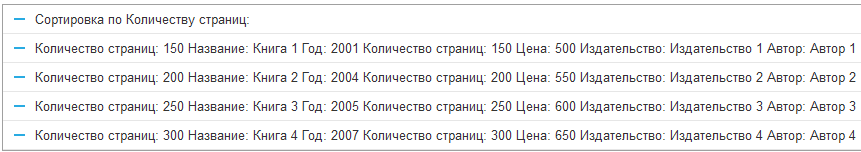 Сортировка по Количеству страниц:
Количество страниц: 150 Название: Книга 1 Год: 2001 Количество страниц: 150 Цена: 500 Издательство: Издательство 1 Автор: Автор 1
Количество страниц: 200 Название: Книга 2 Год: 2004 Количество страниц: 200 Цена: 550 Издательство: Издательство 2 Автор: Автор 2
Количество страниц: 250 Название: Книга 3 Год: 2005 Количество страниц: 250 Цена: 600 Издательство: Издательство 3 Автор: Автор 3
Количество страниц: 300 Название: Книга 4 Год: 2007 Количество страниц: 300 Цена: 650 Издательство: Издательство 4 Автор: Автор 4